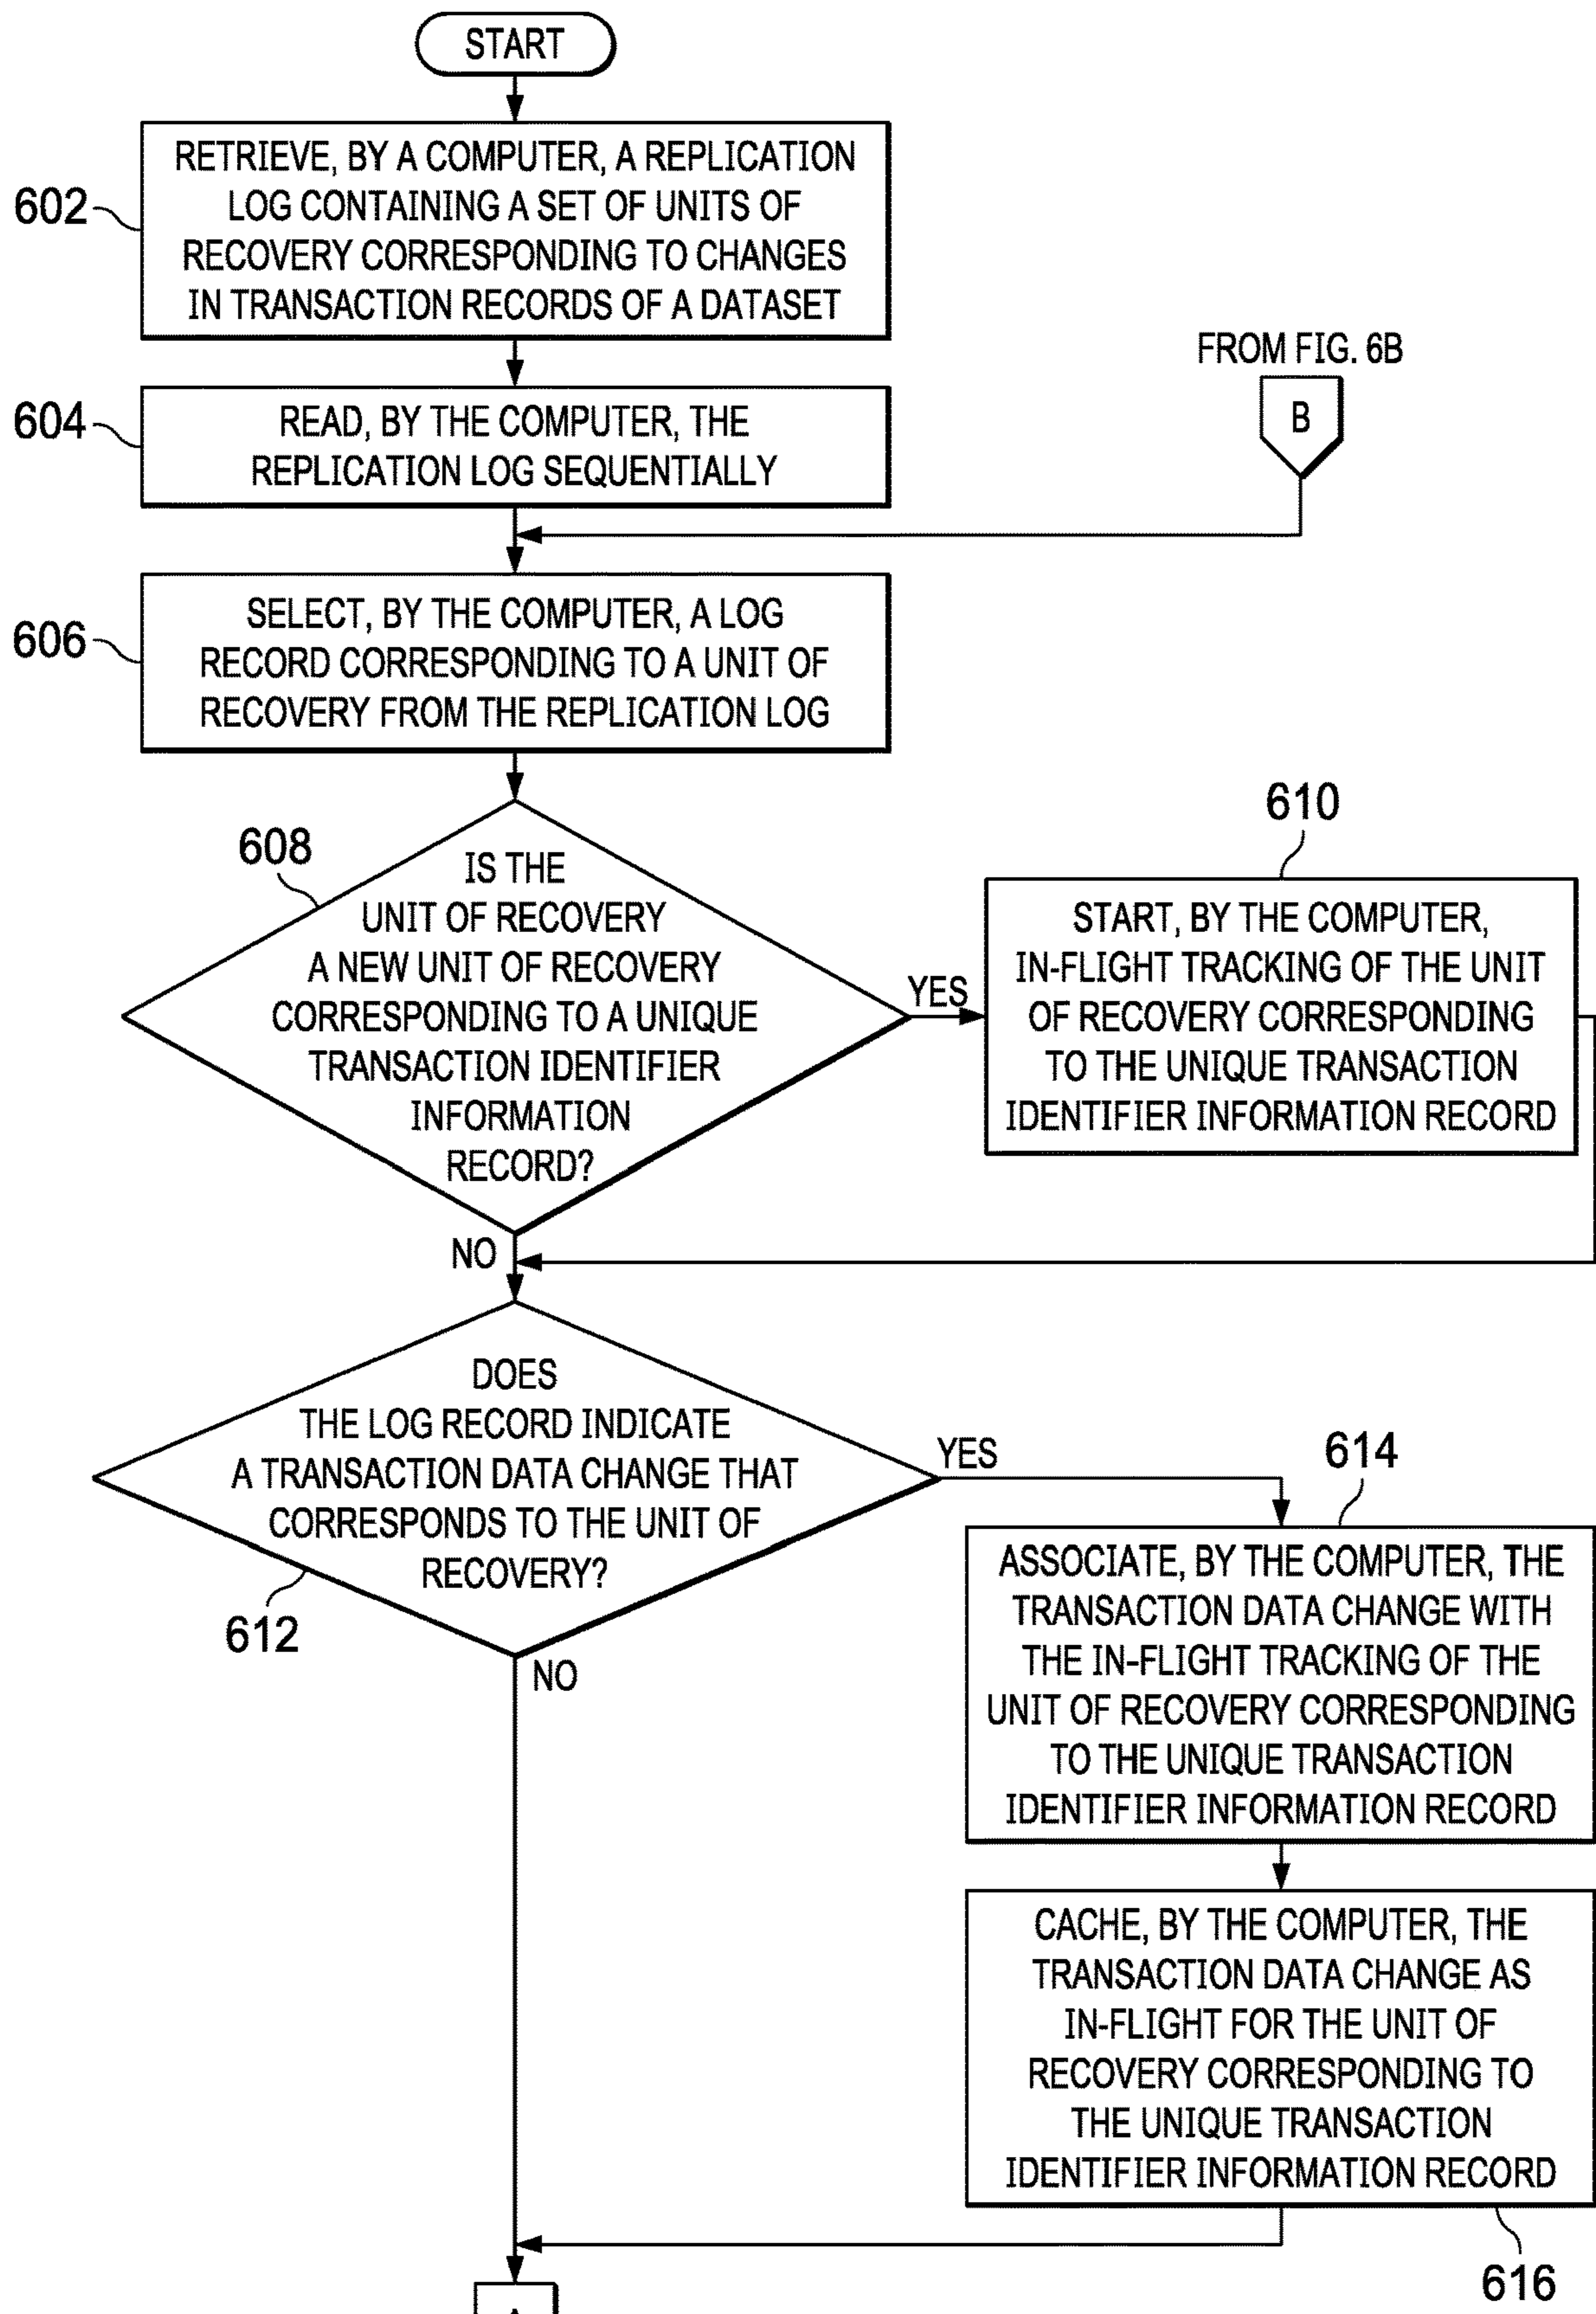 START
RETRIEVE, BY A COMPUTER, A REPLICATION
LOG CONTAINING A SET OF UNITS OF
RECOVERY CORRESPONDING TO CHANGES
IN TRANSACTION RECORDS OF A DATASET
602
FROM FIG. 6B
B
604
READ, BY THE COMPUTER, THE
REPLICATION LOG SEQUENTIALLY
606
SELECT, BY THE COMPUTER, A LOG
RECORD CORRESPONDING TO A UNIT OF
RECOVERY FROM THE REPLICATION LOG
608
IS THE
UNIT OF RECOVERY
A NEW UNIT OF RECOVERY
CORRESPONDING TO A UNIQUE
TRANSACTION IDENTIFIER
INFORMATION
RECORD?
YES
610
START, BY THE COMPUTER,
IN-FLIGHT TRACKING OF THE UNIT
OF RECOVERY CORRESPONDING
TO THE UNIQUE TRANSACTION
IDENTIFIER INFORMATION RECORD
NO
DOES
THE LOG RECORD INDICATE
A TRANSACTION DATA CHANGE THAT
CORRESPONDS TO THE UNIT OF
RECOVERY?
612
YES
614
NO
ASSOCIATE, BY THE COMPUTER, THE
TRANSACTION DATA CHANGE WITH
THE IN-FLIGHT TRACKING OF THE
UNIT OF RECOVERY CORRESPONDING
TO THE UNIQUE TRANSACTION
IDENTIFIER INFORMATION RECORD
CACHE, BY THE COMPUTER, THE
TRANSACTION DATA CHANGE AS
IN-FLIGHT FOR THE UNIT OF
RECOVERY CORRESPONDING TO
THE UNIQUE TRANSACTION
IDENTIFIER INFORMATION RECORD
616